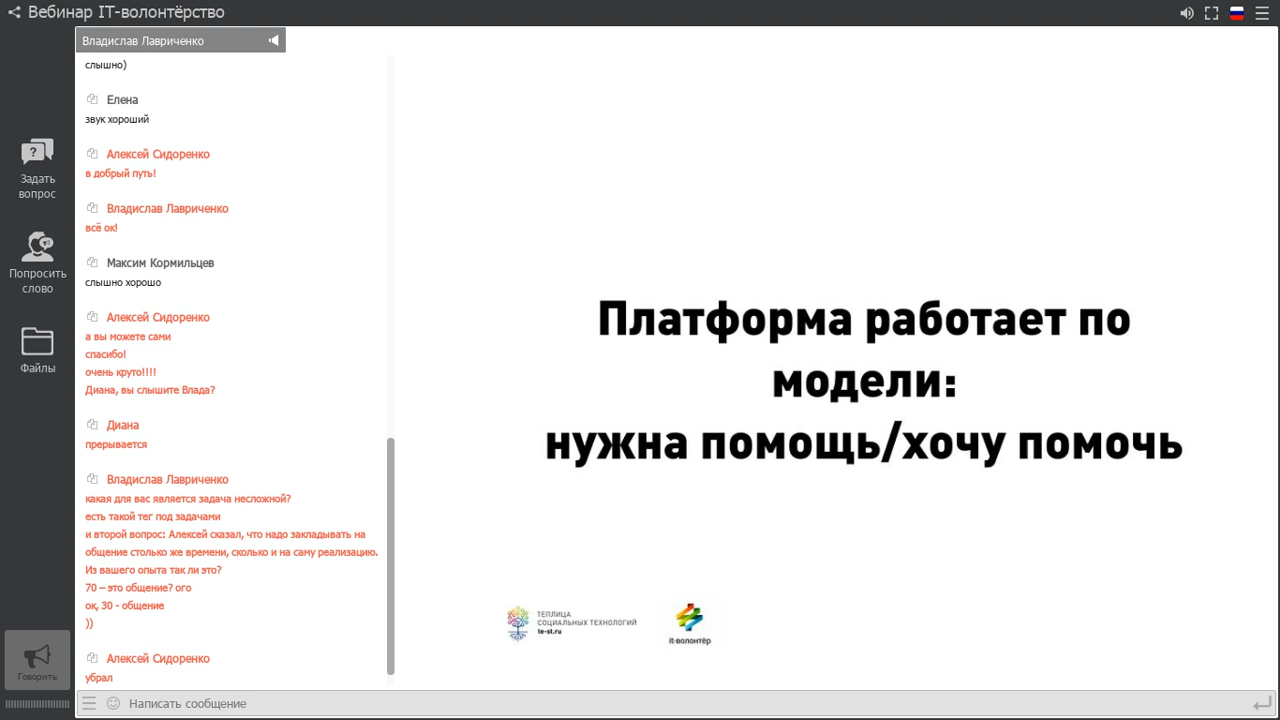 Вебинар IT-волонтёрство
Владислав Лавриченко
слышно)
Елена
звук хороший
Алексей Сидоренко
в добрый путь!
Владислав Лавриченко
всё ок!
Максим Кормильцев
слышно хорошо
Алексей Сидоренко
а вы можете сами
спасибо!
очень круто!!!!
Диана, вы слышите Влада?
Диана
прерывается
Владислав Лавриченко
какая для вас является задача несложной?
есть такой тег под задачами
и второй вопрос: Алексей сказал, что надо закладывать на
общение столько же времени, сколько и на саму реализацию.
Из вашего опыта так ли это?
70 – это общение? ого
ок, 30 - общение
))
Алексей Сидоренко
убрал
Написать сообщение
Задать
вопрос
Попросить
слово
Файлы
Говорить
Платформа работает по
модели:
нужна помощь/хочу помочь
ТЕПЛИЦА
СОЦИАЛЬНЫХ ТЕХНОЛОГИЙ
te-st.ru
it-волонтёр